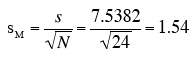 s_M = s/√N = 7.5382/√24 = 1.54